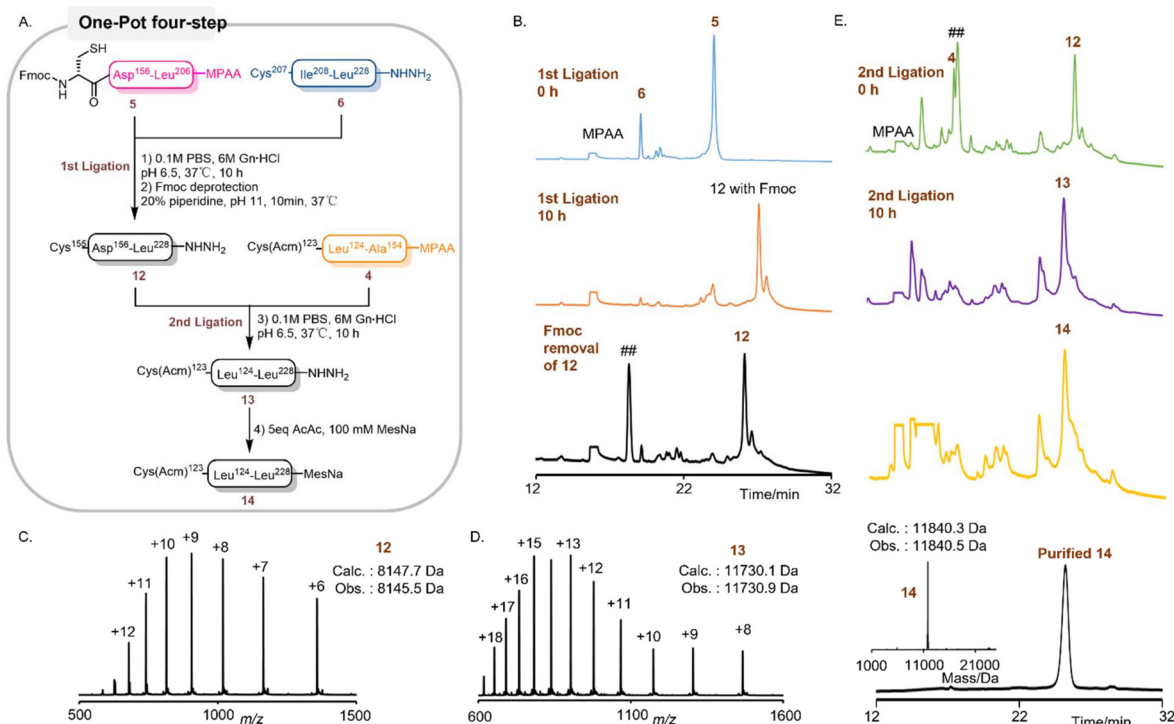 A.
One-Pot four-step
SH
Fmoc
N
H
O
Asp¹⁵⁶-Leu²⁰⁶
MPAA
5
Cys²⁰⁷
Ile²⁰⁸-Leu²²⁸
NHNH₂
6
1st Ligation
1) 0.1M PBS, 6M Gn·HCl
pH 6.5, 37℃, 10 h
2) Fmoc deprotection
20% piperidine, pH 11, 10min, 37℃
Cys¹⁵⁵
Asp¹⁵⁶-Leu²²⁸
NHNH₂
12
Cys(Acm)¹²³
Leu¹²⁴-Ala¹⁵⁴
MPAA
4
2nd Ligation
3) 0.1M PBS, 6M Gn·HCl
pH 6.5, 37℃, 10 h
Cys(Acm)¹²³
Leu¹²⁴-Leu²²⁸
NHNH₂
13
4) 5eq AcAc, 100 mM MesNa
Cys(Acm)¹²³
Leu¹²⁴-Leu²²⁸
MesNa
14
B.
1st Ligation
0 h
MPAA
6
5
1st Ligation
10 h
12 with Fmoc
Fmoc
removal
of 12
##
12
12 22 32
Time/min
E.
2nd Ligation
0 h
MPAA
##
4
12
2nd Ligation
10 h
13
14
Calc. : 11840.3 Da
Obs. : 11840.5 Da
14
1000 11000 21000
Mass/Da
Purified 14
12 22 32
Time/min
C.
12
Calc. : 8147.7 Da
Obs. : 8145.5 Da
+12
+11
+10
+9
+8
+7
+6
500 1000 1500
m/z
D.
13
Calc. : 11730.1 Da
Obs. : 11730.9 Da
+18
+17
+16
+15
+13
+12
+11
+10
+9
+8
600 1100 1600
m/z